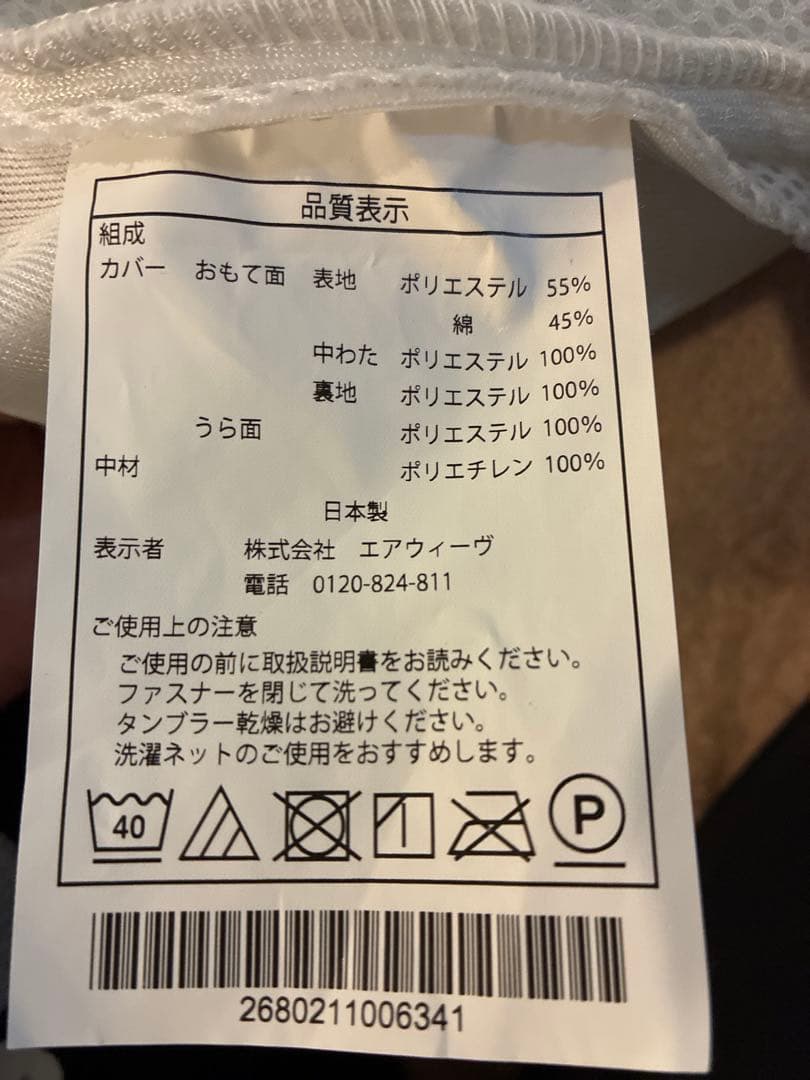 品質表示
組成
カバー おもて面 表地 ポリエステル 55%
綿 45%
中わた ポリエステル 100%
裏地 ポリエステル 100%
うら面 ポリエステル 100%
中材 ポリエチレン 100%
日本製
表示者 株式会社 エアウィーヴ
電話 0120-824-811
ご使用上の注意
ご使用の前に取扱説明書をお読みください。
ファスナーを閉じて洗ってください。
タンブラー乾燥はお避けください。
洗濯ネットのご使用をおすすめします。
40 P
2680211006341